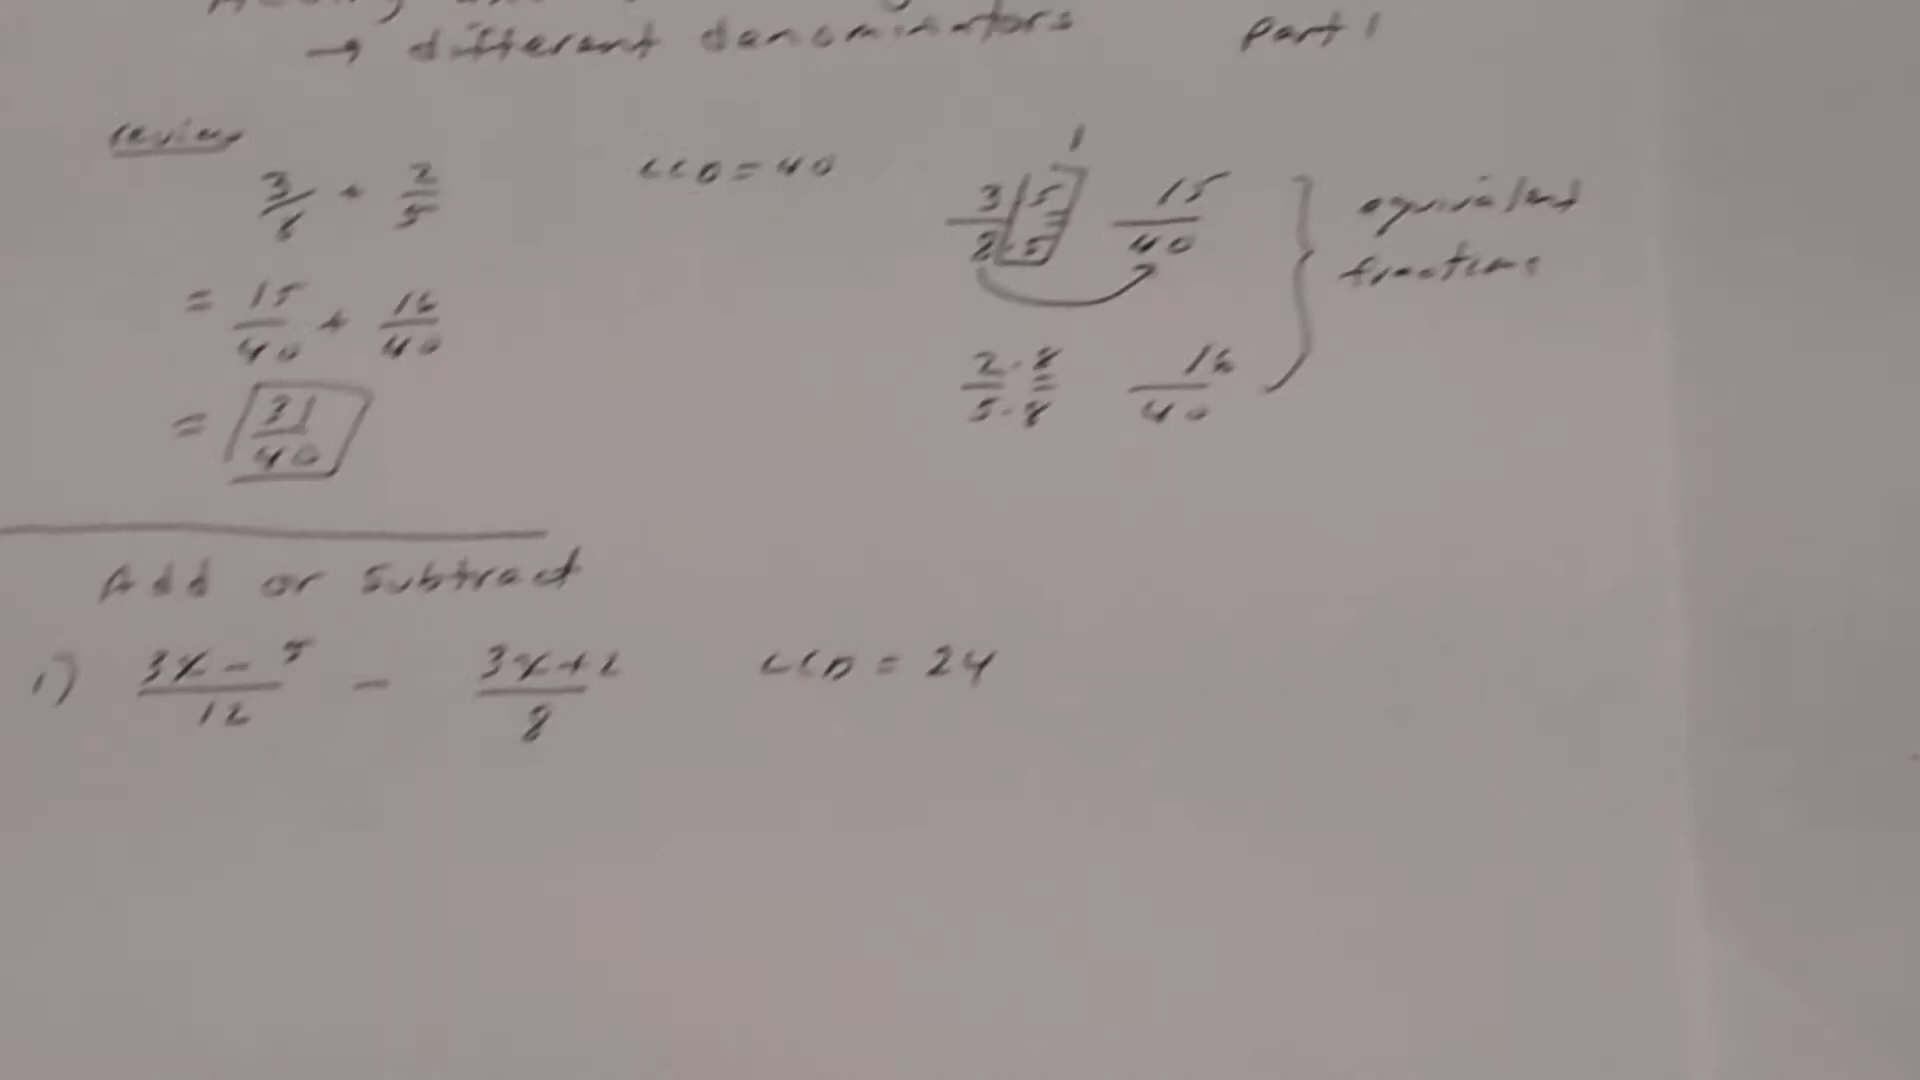 → different denominators Part 1
review
3/8 + 2/5 LCD = 40
= 15/40 + 16/40
= 31/40
1
3·5/8·5 = 15/40
2·8/5·8 = 16/40
equivalent
fractions
Add or Subtract
1) 3x - 5/12 - 3x+2/8 LCD = 24